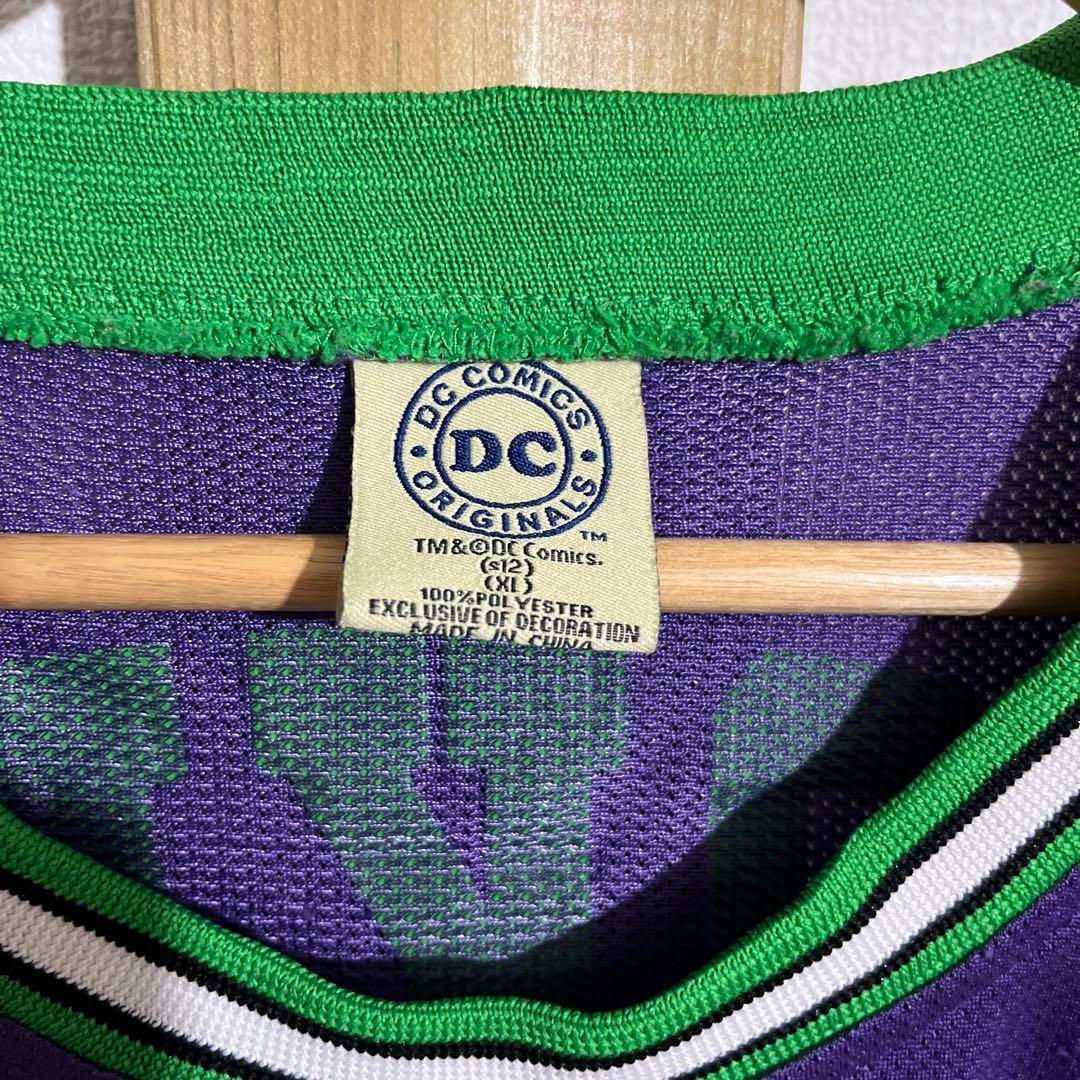 DC COMICS
DC
ORIGINALS
TM
TM&©DC Comics.
(s12)
(XL)
100%POLYESTER
EXCLUSIVE OF DECORATION
MADE IN CHINA